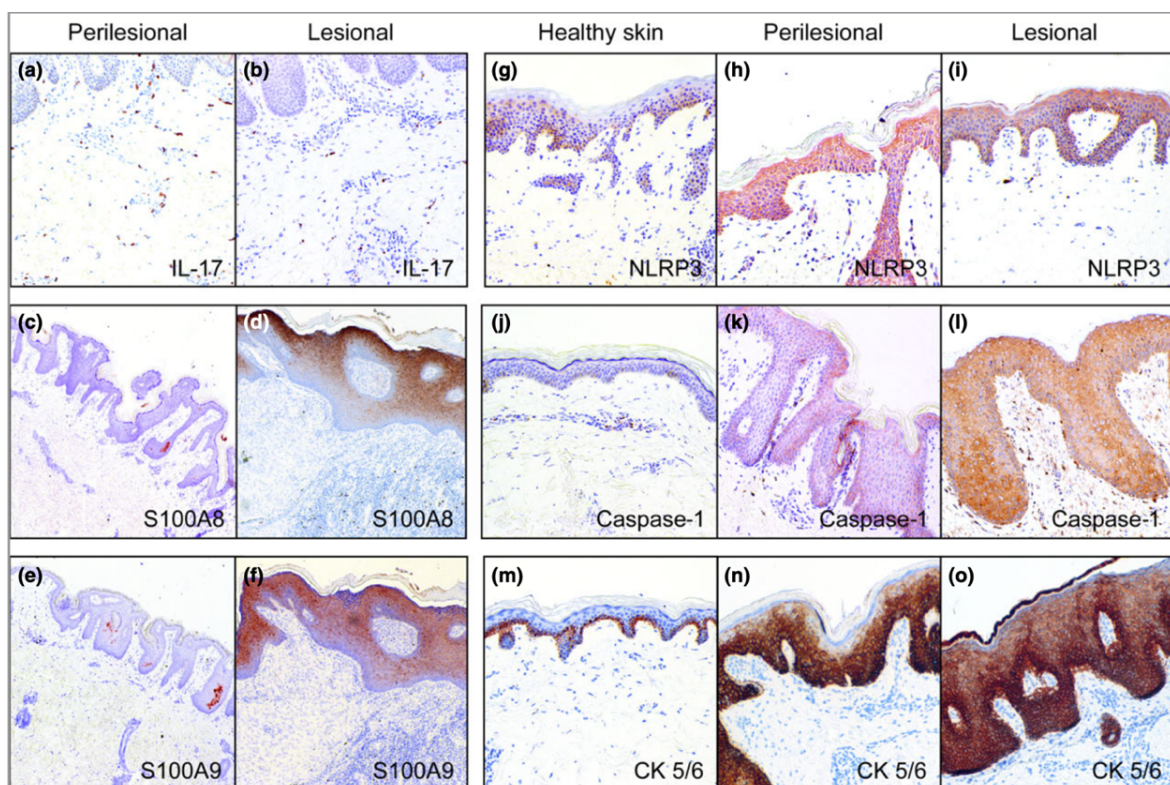 Perilesional Lesional Healthy skin Perilesional Lesional
(a) (b) (g) (h) (i)
IL-17 IL-17 NLRP3 NLRP3 NLRP3
(c) (d) (j) (k) (l)
S100A8 S100A8 Caspase-1 Caspase-1 Caspase-1
(e) (f) (m) (n) (o)
S100A9 S100A9 CK 5/6 CK 5/6 CK 5/6